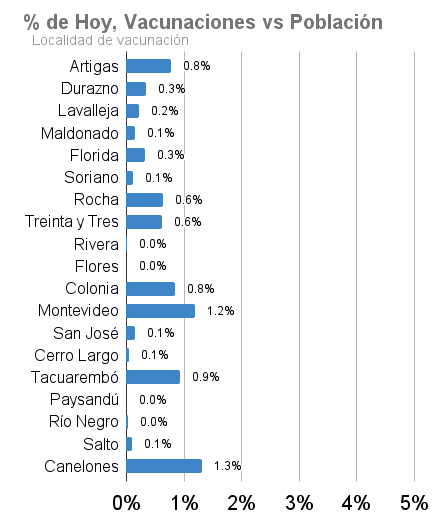 % de Hoy, Vacunaciones vs Población
Localidad de vacunación
Artigas 0.8%
Durazno 0.3%
Lavalleja 0.2%
Maldonado 0.1%
Florida 0.3%
Soriano 0.1%
Rocha 0.6%
Treinta y Tres 0.6%
Rivera 0.0%
Flores 0.0%
Colonia 0.8%
Montevideo 1.2%
San José 0.1%
Cerro Largo 0.1%
Tacuarembó 0.9%
Paysandú 0.0%
Río Negro 0.0%
Salto 0.1%
Canelones 1.3%
0% 1% 2% 3% 4% 5%